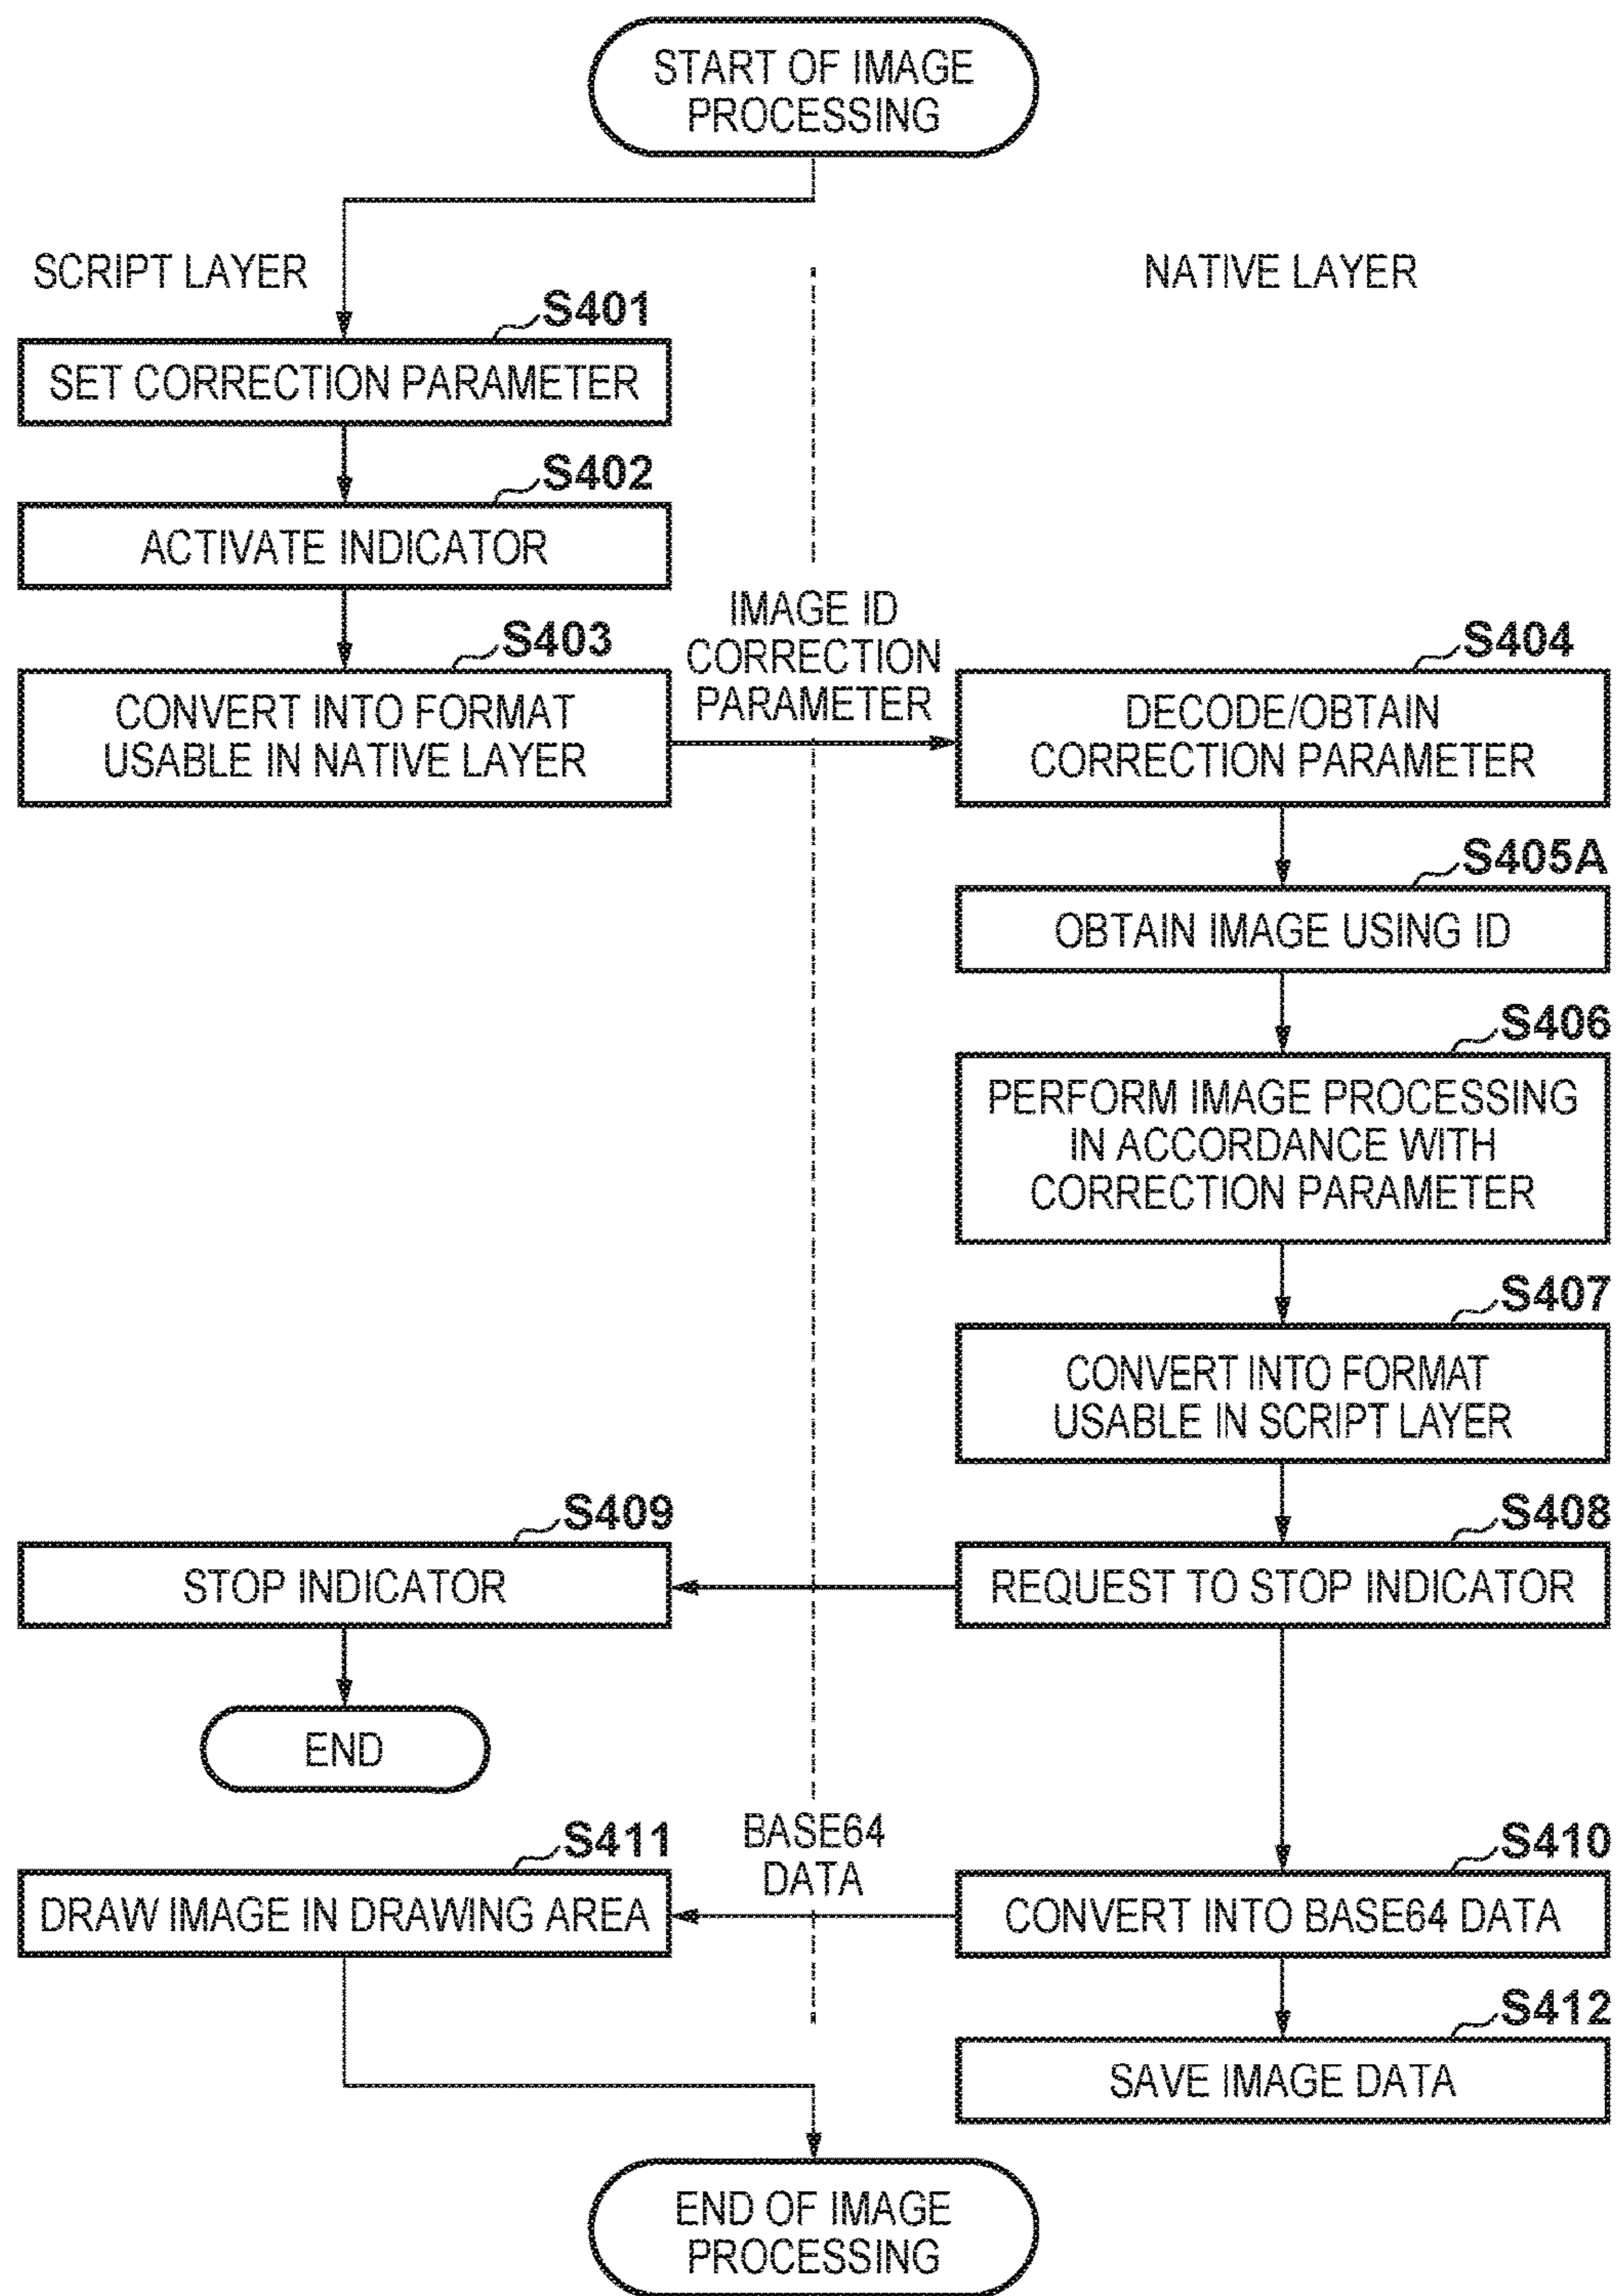 START OF IMAGE
PROCESSING
SCRIPT LAYER
NATIVE LAYER
S401
SET CORRECTION PARAMETER
S402
ACTIVATE INDICATOR
S403
CONVERT INTO FORMAT
USABLE IN NATIVE LAYER
IMAGE ID
CORRECTION
PARAMETER
S404
DECODE/OBTAIN
CORRECTION PARAMETER
S405A
OBTAIN IMAGE USING ID
S406
PERFORM IMAGE PROCESSING
IN ACCORDANCE WITH
CORRECTION PARAMETER
S407
CONVERT INTO FORMAT
USABLE IN SCRIPT LAYER
S408
REQUEST TO STOP INDICATOR
S409
STOP INDICATOR
END
S410
CONVERT INTO BASE64 DATA
BASE64
DATA
S411
DRAW IMAGE IN DRAWING AREA
S412
SAVE IMAGE DATA
END OF IMAGE
PROCESSING